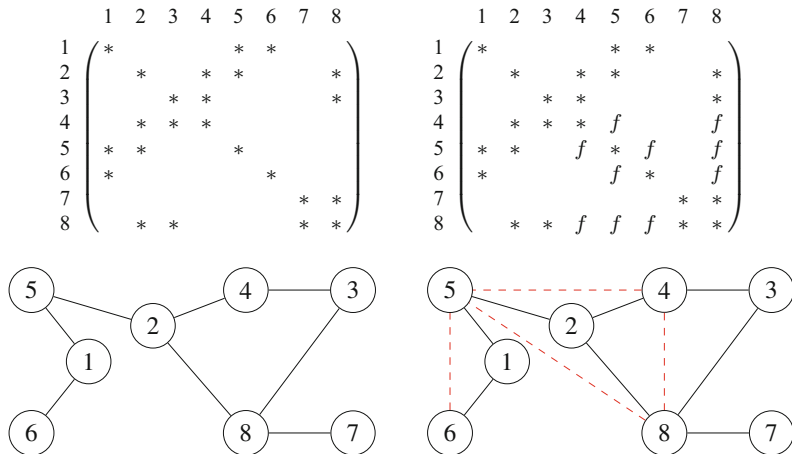 1 2 3 4 5 6 7 8 1 2 3 4 5 6 7 8
1 * * * 1 * * *
2 * * * * 2 * * * *
3 * * * 3 * * *
4 * * * 4 * * * f f
5 * * * 5 * * f * f f
6 * * 6 * f * f
7 * * 7 * *
8 * * * * 8 * * f f f * *
5 4 3 5 4 3
2 2
1 1
6 8 7 6 8 7